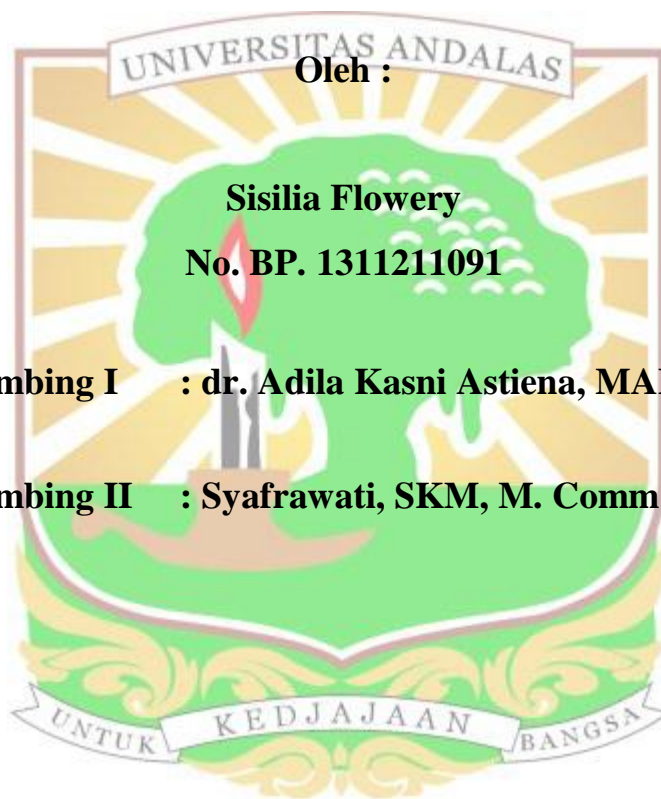 UNIVERSITAS ANDALAS
Oleh :
Sisilia Flowery
No. BP. 1311211091
mbing I : dr. Adila Kasni Astiena, MA
mbing II : Syafrawati, SKM, M. Comm
UNTUK KEDJAJAAN BANGSA